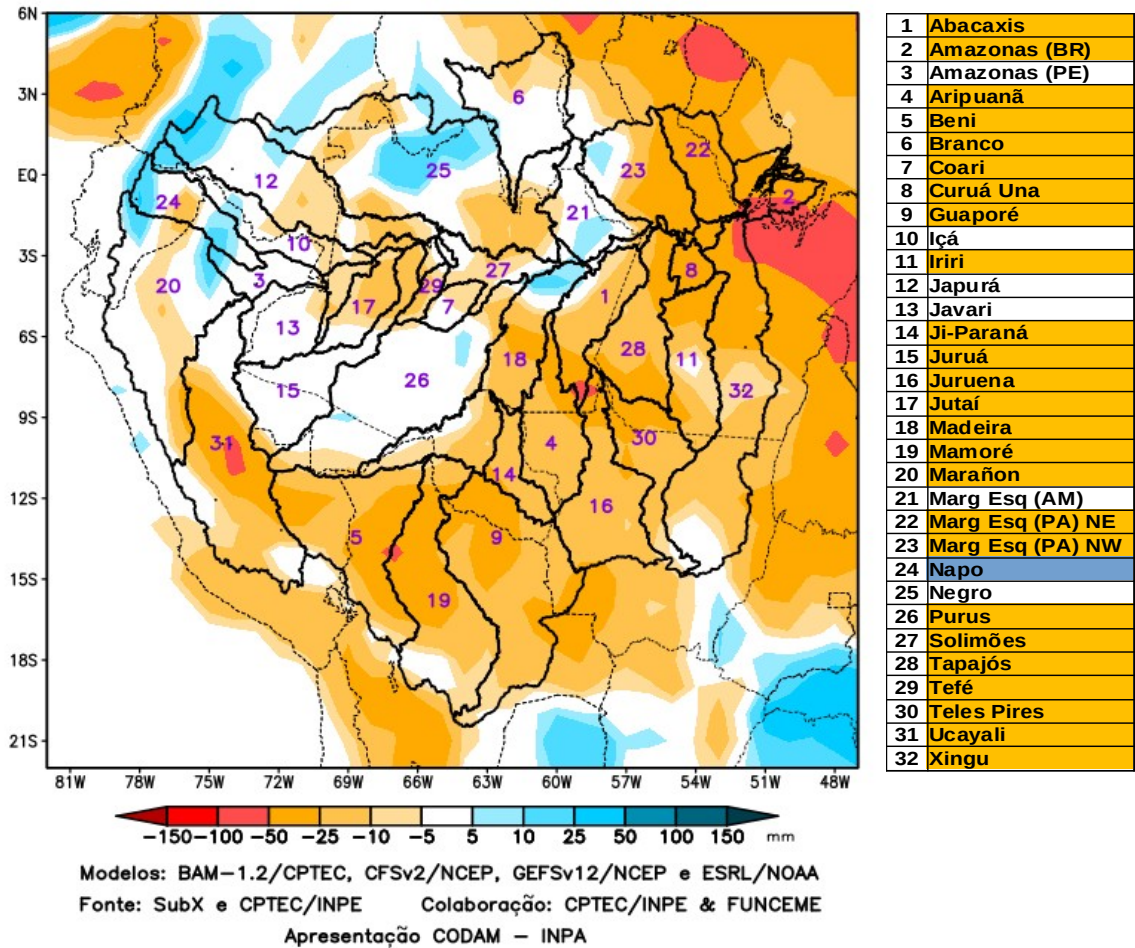 6N
3N
EQ
3S
6S
9S
12S
15S
18S
21S
81W 78W 75W 72W 69W 66W 63W 60W 57W 54W 51W 48W
6
22
25
23
12
2
24
21
10
27
8
3
20
29
1
17
7
13
28
18
11
26
15
32
31
30
4
14
16
5
9
19
-150 -100 -50 -25 -10 -5 5 10 25 50 100 150 mm
Modelos: BAM-1.2/CPTEC, CFSv2/NCEP, GEFSv12/NCEP e ESRL/NOAA
Fonte: SubX e CPTEC/INPE Colaboração: CPTEC/INPE & FUNCEME
Apresentação CODAM - INPA
1 Abacaxis
2 Amazonas (BR)
3 Amazonas (PE)
4 Aripuanã
5 Beni
6 Branco
7 Coari
8 Curuá Una
9 Guaporé
10 Içá
11 Iriri
12 Japurá
13 Javari
14 Ji-Paraná
15 Juruá
16 Juruena
17 Jutaí
18 Madeira
19 Mamoré
20 Marañon
21 Marg Esq (AM)
22 Marg Esq (PA) NE
23 Marg Esq (PA) NW
24 Napo
25 Negro
26 Purus
27 Solimões
28 Tapajós
29 Tefé
30 Teles Pires
31 Ucayali
32 Xingu